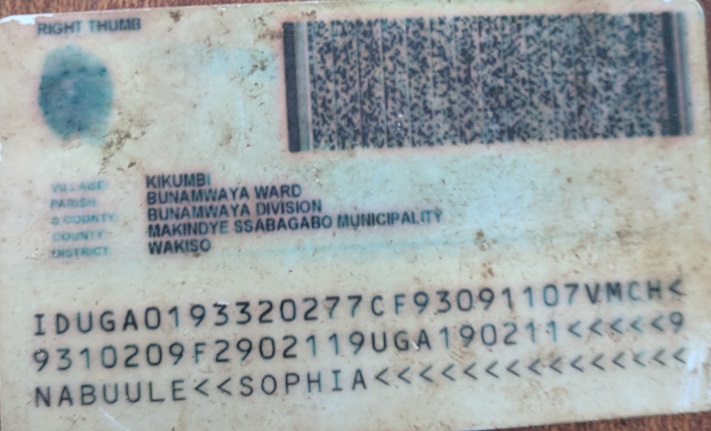 RIGHT THUMB
VILLAGE: KIKUMBI
PARISH: BUNAMWAYA WARD
S COUNTY: BUNAMWAYA DIVISION
COUNTY: MAKINDYE SSABAGABO MUNICIPALITY
DISTRICT: WAKISO
IDUGA0193320277CF93091107VMCH<
9310209F2902119UGA190211<<<<<9
NABUULE<<SOPHIA<<<<<<<<<<<<<<<